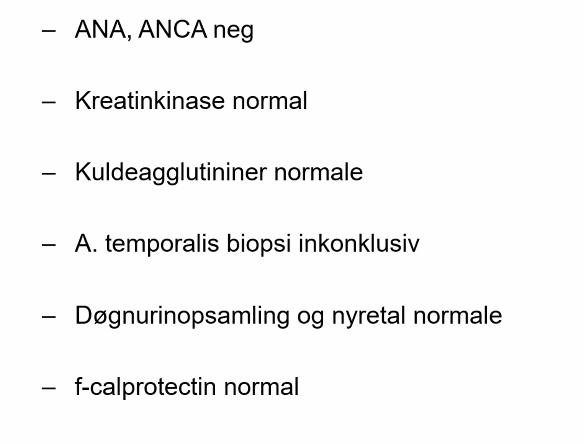 – ANA, ANCA neg
– Kreatinkinase normal
– Kuldeagglutininer normale
– A. temporalis biopsi inkonklusiv
– Døgnurinopsamling og nyretal normale
– f-calprotectin normal